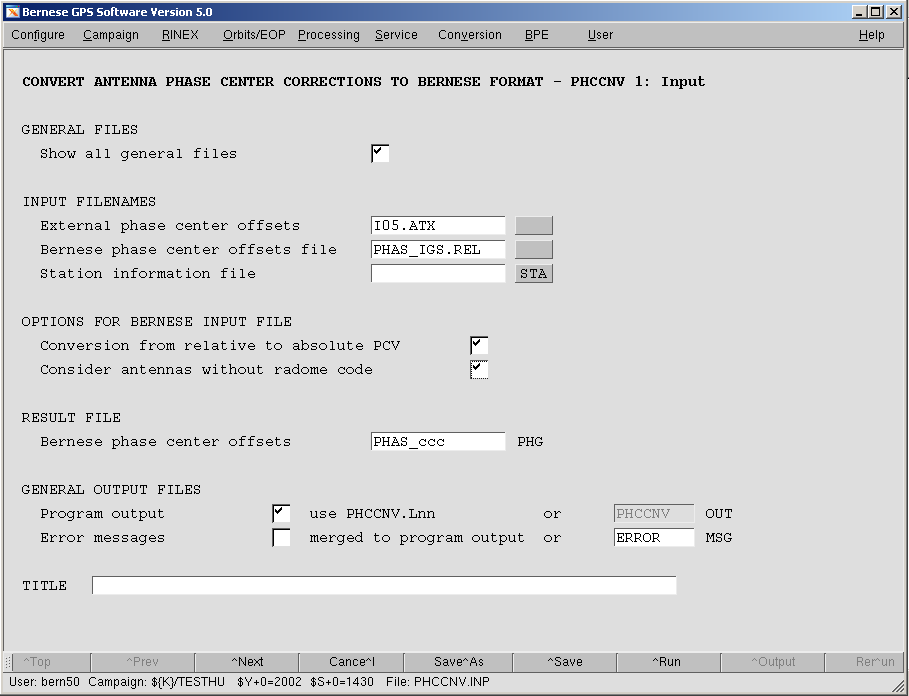 Bernese GPS Software Version 5.0
Configure Campaign RINEX Orbits/EOP Processing Service Conversion BPE User Help
CONVERT ANTENNA PHASE CENTER CORRECTIONS TO BERNESE FORMAT - PHCCNV 1: Input
GENERAL FILES
Show all general files
INPUT FILENAMES
External phase center offsets I05.ATX
Bernese phase center offsets file PHAS_IGS.REL
Station information file STA
OPTIONS FOR BERNESE INPUT FILE
Conversion from relative to absolute PCV
Consider antennas without radome code
RESULT FILE
Bernese phase center offsets PHAS_ccc PHG
GENERAL OUTPUT FILES
Program output use PHCCNV.Lnn or PHCCNV OUT
Error messages merged to program output or ERROR MSG
TITLE
^Top ^Prev ^Next Cance^l Save^As ^Save ^Run ^Output Rer^un
User: bern50 Campaign: ${K}/TESTHU $Y+0=2002 $S+0=1430 File: PHCCNV.INP